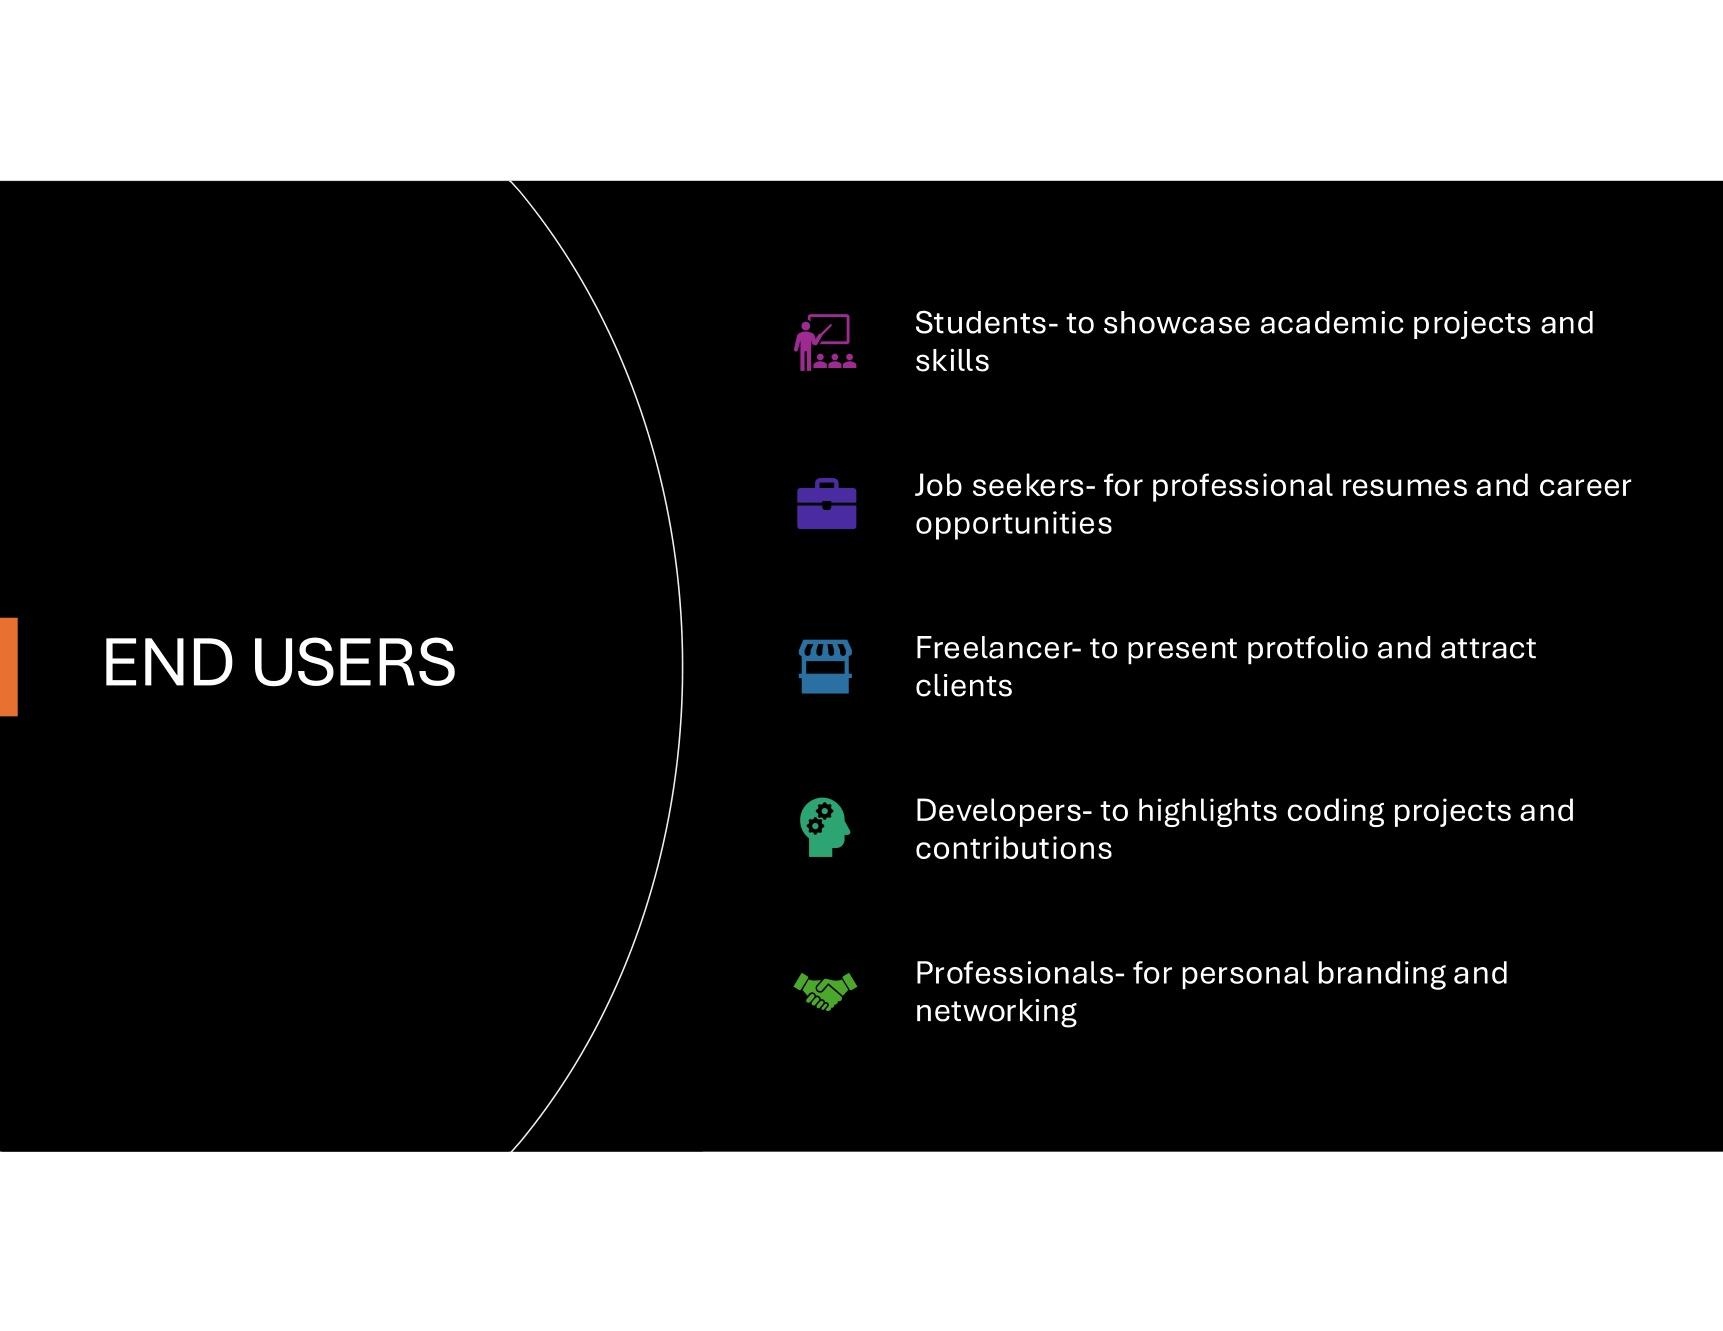 END USERS
Students- to showcase academic projects and
skills
Job seekers- for professional resumes and career
opportunities
Freelancer- to present protfolio and attract
clients
Developers- to highlights coding projects and
contributions
Professionals- for personal branding and
networking